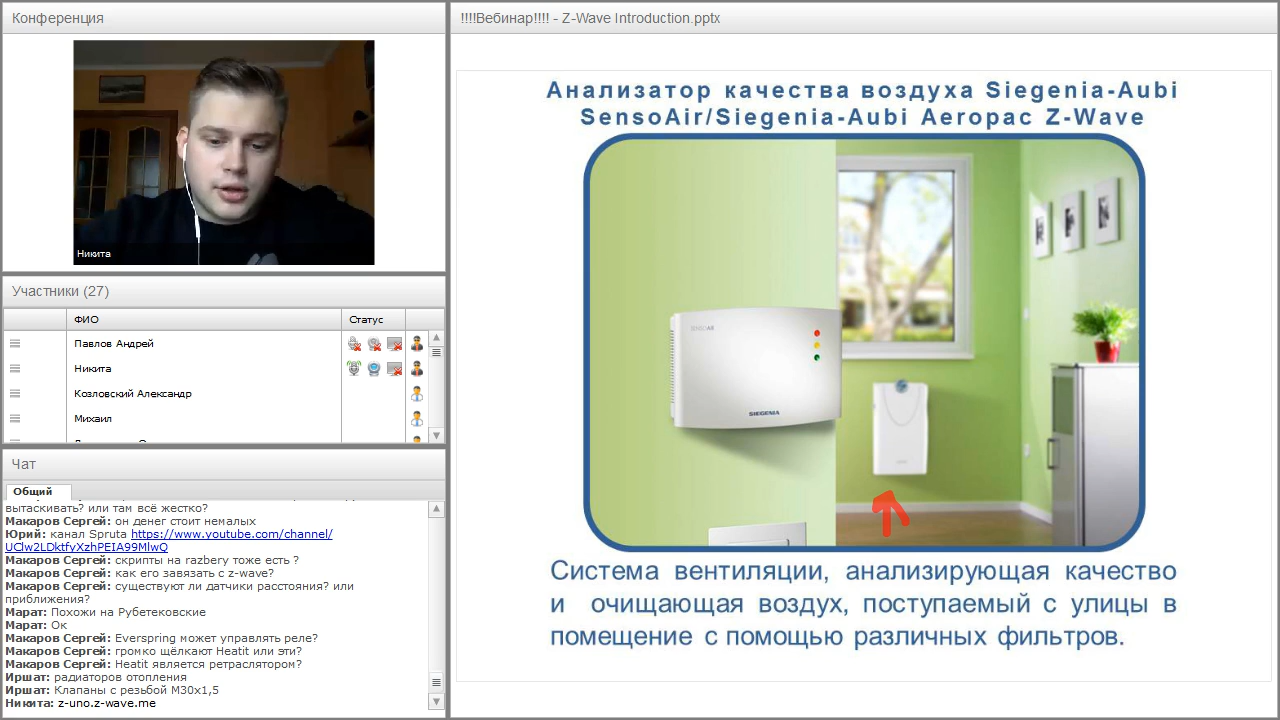 Конференция
Никита
Участники (27)
ФИО
Статус
Павлов Андрей
Никита
Козловский Александр
Михаил
Чат
Общий
вытаскивать? или там всё жестко?
Макаров Сергей: он денег стоит немалых
Юрий: канал Spruta https://www.youtube.com/channel/
UClw2LDktfyXzhPEIA99MlwQ
Макаров Сергей: скрипты на razbery тоже есть ?
Макаров Сергей: как его завязать с z-wave?
Макаров Сергей: существуют ли датчики расстояния? или
приближения?
Марат: Похожи на Рубетековские
Марат: Ок
Макаров Сергей: Everspring может управлять реле?
Макаров Сергей: громко щёлкают Heatit или эти?
Макаров Сергей: Heatit является ретраслятором?
Иршат: радиаторов отопления
Иршат: Клапаны с резьбой М30х1,5
Никита: z-uno.z-wave.me
!!!!Вебинар!!!! - Z-Wave Introduction.pptx
Анализатор качества воздуха Siegenia-Aubi
SensoAir/Siegenia-Aubi Aeropac Z-Wave
SENSOAIR
SIEGENIA
Система вентиляции, анализирующая качество
и очищающая воздух, поступаемый с улицы в
помещение с помощью различных фильтров.